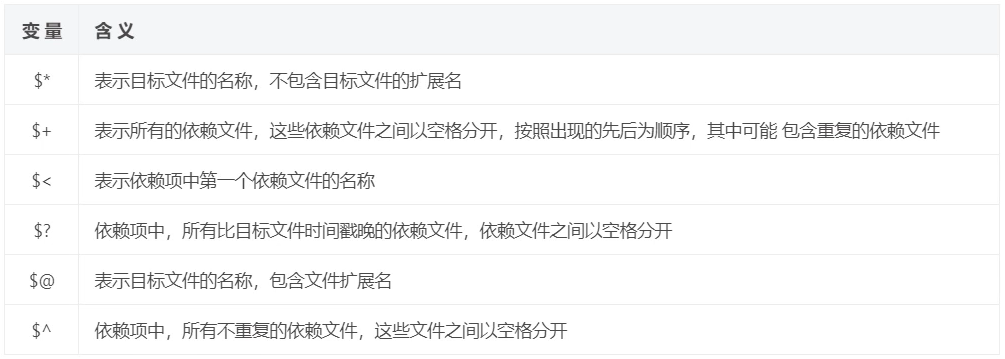 变量 含义
$* 表示目标文件的名称，不包含目标文件的扩展名
$+ 表示所有的依赖文件，这些依赖文件之间以空格分开，按照出现的先后为顺序，其中可能 包含重复的依赖文件
$< 表示依赖项中第一个依赖文件的名称
$? 依赖项中，所有比目标文件时间戳晚的依赖文件，依赖文件之间以空格分开
$@ 表示目标文件的名称，包含文件扩展名
$^ 依赖项中，所有不重复的依赖文件，这些文件之间以空格分开